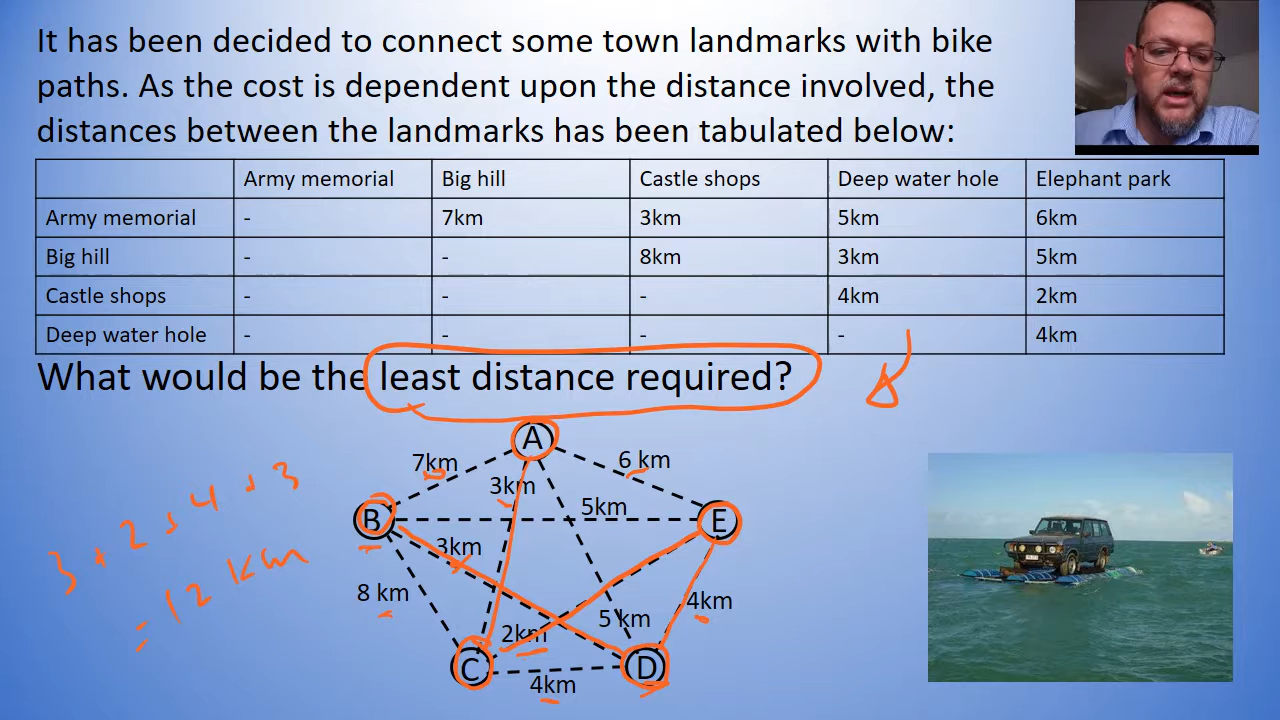 It has been decided to connect some town landmarks with bike
paths. As the cost is dependent upon the distance involved, the
distances between the landmarks has been tabulated below:
Army memorial Big hill Castle shops Deep water hole Elephant park
Army memorial - 7km 3km 5km 6km
Big hill - - 8km 3km 5km
Castle shops - - - 4km 2km
Deep water hole - - - - 4km
What would be the least distance required?
A
7km 6 km
3km
B 5km E
3km
8 km 4km
2km 5 km
C D
4km
3 + 2 + 4 + 3
= 12 km